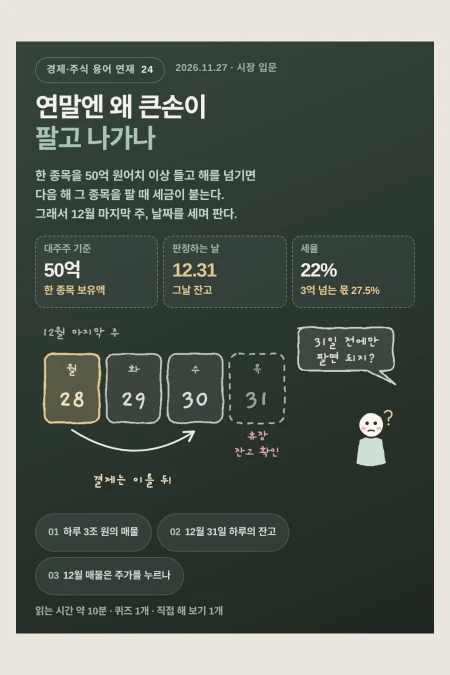 경제·주식 용어 연재 24
2026.11.27 · 시장 입문
연말엔 왜 큰손이
팔고 나가나
한 종목을 50억 원어치 이상 들고 해를 넘기면
다음 해 그 종목을 팔 때 세금이 붙는다.
그래서 12월 마지막 주, 날짜를 세며 판다.
대주주 기준
50억
한 종목 보유액
판정하는 날
12.31
그날 잔고
세율
22%
3억 넘는 몫 27.5%
12월 마지막 주
31일 전에만
팔면 되지?
월
28
화
29
수
30
목
31
?
휴장
잔고 확인
결제는 이틀 뒤
01 하루 3조 원의 매물
02 12월 31일 하루의 잔고
03 12월 매물은 주가를 누르나
읽는 시간 약 10분 · 퀴즈 1개 · 직접 해 보기 1개